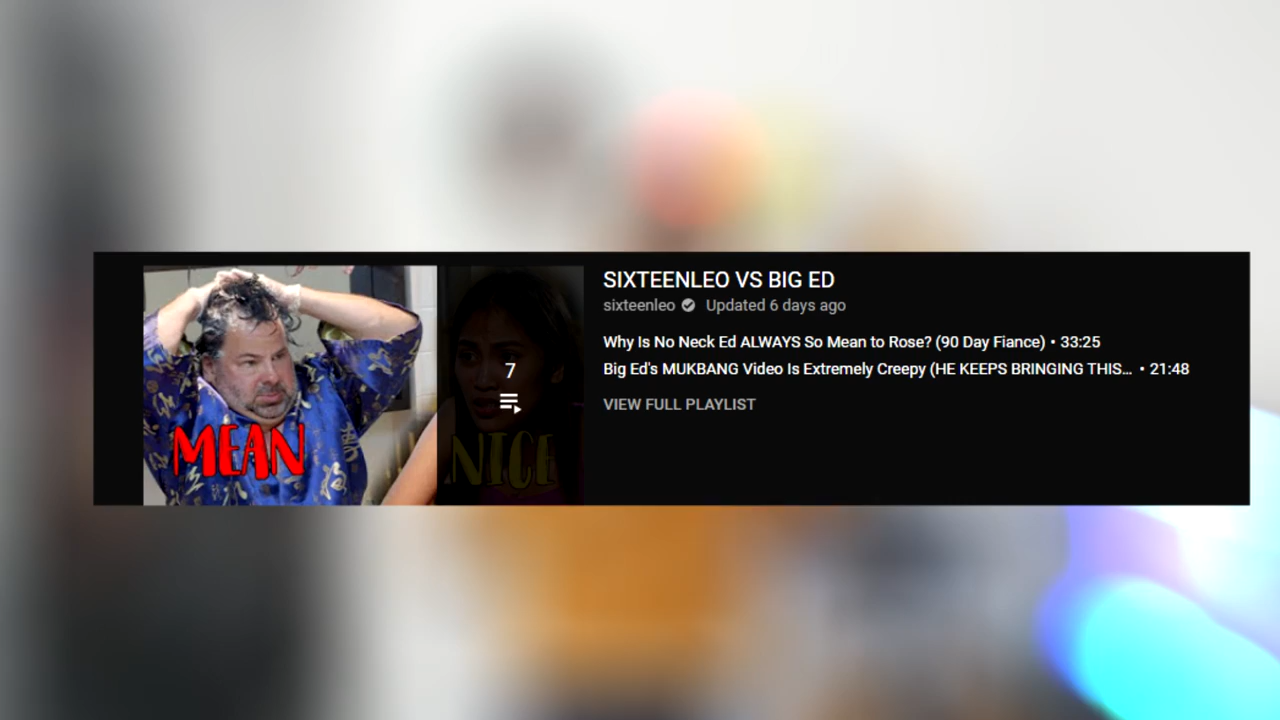 MEAN
NICE
7
SIXTEENLEO VS BIG ED
sixteenleo Updated 6 days ago
Why Is No Neck Ed ALWAYS So Mean to Rose? (90 Day Fiance) • 33:25
Big Ed's MUKBANG Video Is Extremely Creepy (HE KEEPS BRINGING THIS... • 21:48
VIEW FULL PLAYLIST